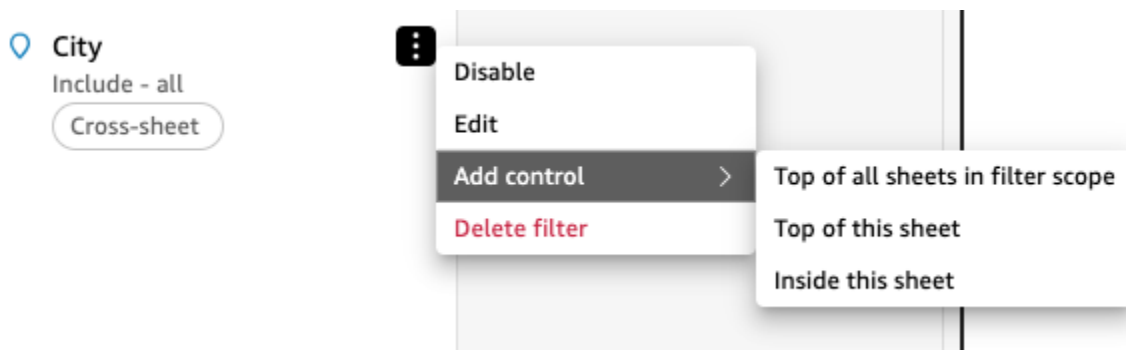 City
Include - all
Cross-sheet
Disable
Edit
Add control
Delete filter
Top of all sheets in filter scope
Top of this sheet
Inside this sheet